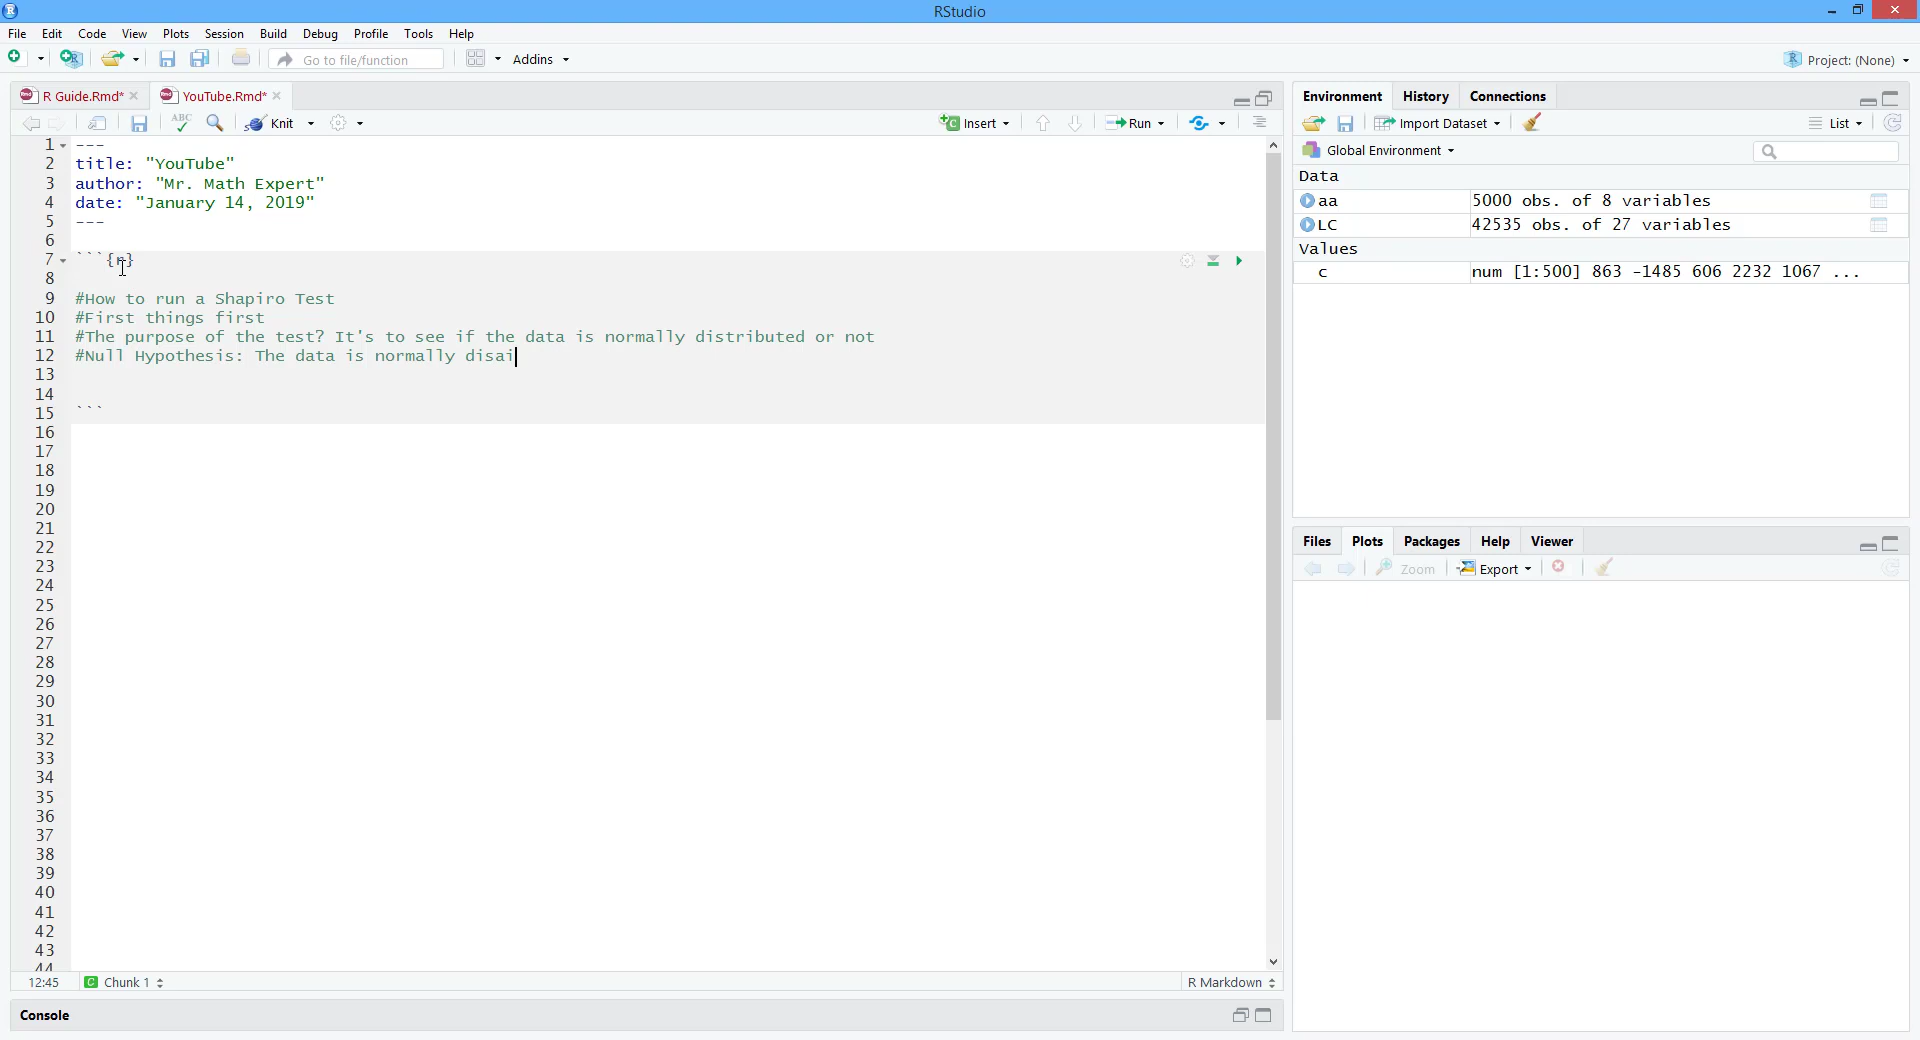 RStudio
File Edit Code View Plots Session Build Debug Profile Tools Help
Go to file/function Addins Project: (None)
R Guide.Rmd* YouTube.Rmd*
ABC Knit Insert Run
1 ---
2 title: "YouTube"
3 author: "Mr. Math Expert"
4 date: "January 14, 2019"
5 ---
6
7 ```{r}
8
9 #How to run a Shapiro Test
10 #First things first
11 #The purpose of the test? It's to see if the data is normally distributed or not
12 #Null Hypothesis: The data is normally disai
13
14
15 ```
16
17
18
19
20
21
22
23
24
25
26
27
28
29
30
31
32
33
34
35
36
37
38
39
40
41
42
43
44
12:45 C Chunk 1 R Markdown
Console
Environment History Connections
Import Dataset List
Global Environment
Data
aa 5000 obs. of 8 variables
LC 42535 obs. of 27 variables
Values
c num [1:500] 863 -1485 606 2232 1067 ...
Files Plots Packages Help Viewer
Zoom Export